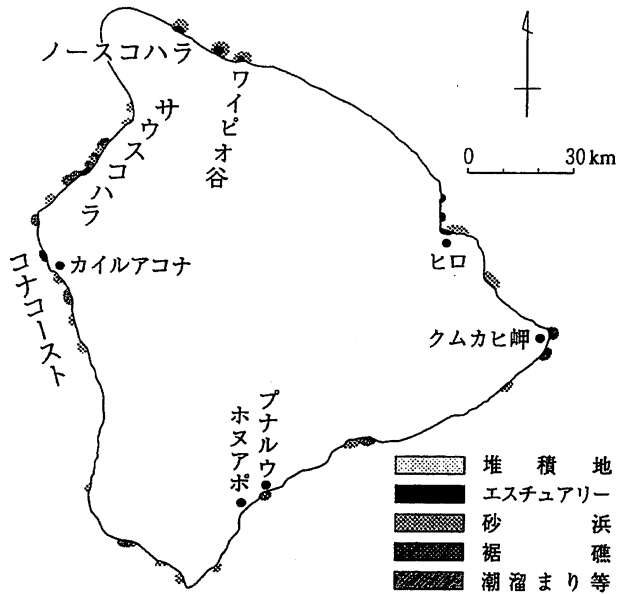 ノースコハラ
ワイピオ谷
サウスコハラ
0 30km
カイルアコナ
ヒロ
コナコースト
クムカヒ岬
プナルウ
ホヌアポ
堆積地
エスチュアリー
砂浜
裾礁
潮溜まり等